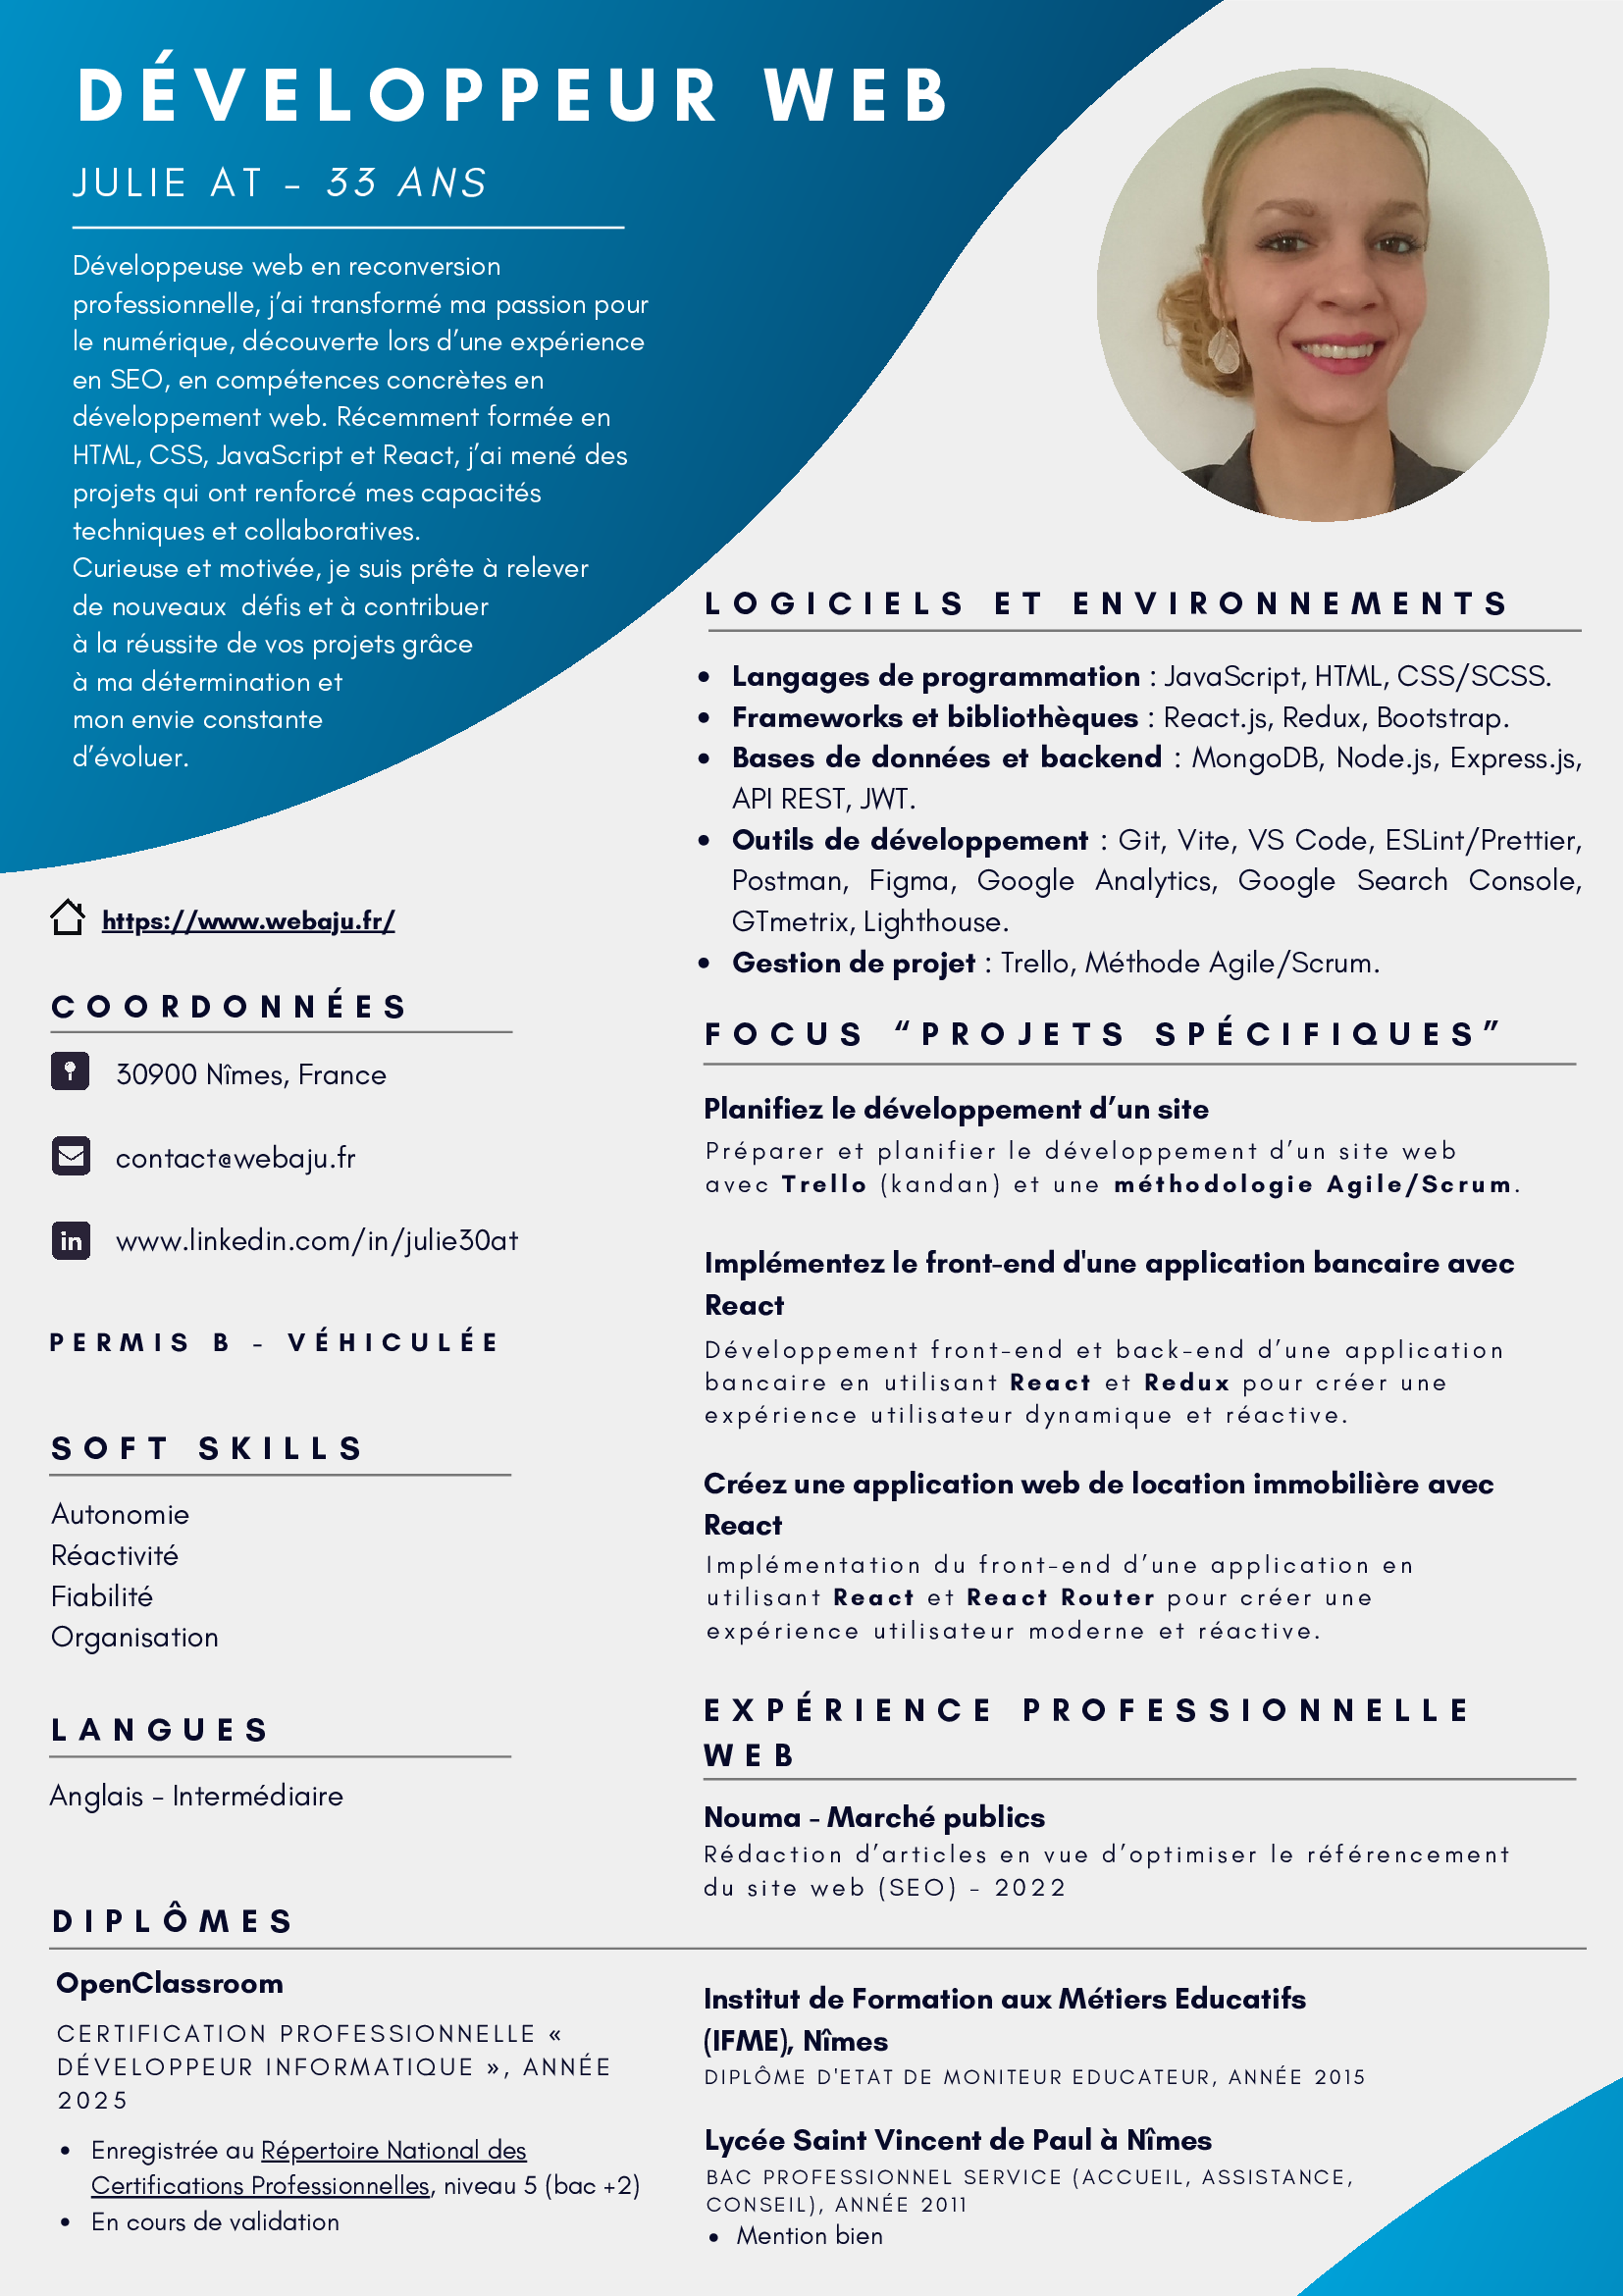 DÉVELOPPEUR WEB
JULIE AT - 33 ANS
Développeuse web en reconversion
professionnelle, j’ai transformé ma passion pour
le numérique, découverte lors d’une expérience
en SEO, en compétences concrètes en
développement web. Récemment formée en
HTML, CSS, JavaScript et React, j’ai mené des
projets qui ont renforcé mes capacités
techniques et collaboratives.
Curieuse et motivée, je suis prête à relever
de nouveaux défis et à contribuer
à la réussite de vos projets grâce
à ma détermination et
mon envie constante
d’évoluer.
https://www.webaju.fr/
COORDONNÉES
30900 Nîmes, France
contact@webaju.fr
in www.linkedin.com/in/julie30at
PERMIS B - VÉHICULÉE
SOFT SKILLS
Autonomie
Réactivité
Fiabilité
Organisation
LANGUES
Anglais - Intermédiaire
LOGICIELS ET ENVIRONNEMENTS
• Langages de programmation : JavaScript, HTML, CSS/SCSS.
• Frameworks et bibliothèques : React.js, Redux, Bootstrap.
• Bases de données et backend : MongoDB, Node.js, Express.js,
API REST, JWT.
• Outils de développement : Git, Vite, VS Code, ESLint/Prettier,
Postman, Figma, Google Analytics, Google Search Console,
GTmetrix, Lighthouse.
• Gestion de projet : Trello, Méthode Agile/Scrum.
FOCUS “PROJETS SPÉCIFIQUES”
Planifiez le développement d’un site
Préparer et planifier le développement d’un site web
avec Trello (kandan) et une méthodologie Agile/Scrum.
Implémentez le front-end d'une application bancaire avec
React
Développement front-end et back-end d’une application
bancaire en utilisant React et Redux pour créer une
expérience utilisateur dynamique et réactive.
Créez une application web de location immobilière avec
React
Implémentation du front-end d’une application en
utilisant React et React Router pour créer une
expérience utilisateur moderne et réactive.
EXPÉRIENCE PROFESSIONNELLE
WEB
Nouma - Marché publics
Rédaction d’articles en vue d’optimiser le référencement
du site web (SEO) - 2022
DIPLÔMES
OpenClassroom
CERTIFICATION PROFESSIONNELLE «
DÉVELOPPEUR INFORMATIQUE », ANNÉE
2025
• Enregistrée au Répertoire National des
Certifications Professionnelles, niveau 5 (bac +2)
• En cours de validation
Institut de Formation aux Métiers Educatifs
(IFME), Nîmes
DIPLÔME D'ETAT DE MONITEUR EDUCATEUR, ANNÉE 2015
Lycée Saint Vincent de Paul à Nîmes
BAC PROFESSIONNEL SERVICE (ACCUEIL, ASSISTANCE,
CONSEIL), ANNÉE 2011
• Mention bien